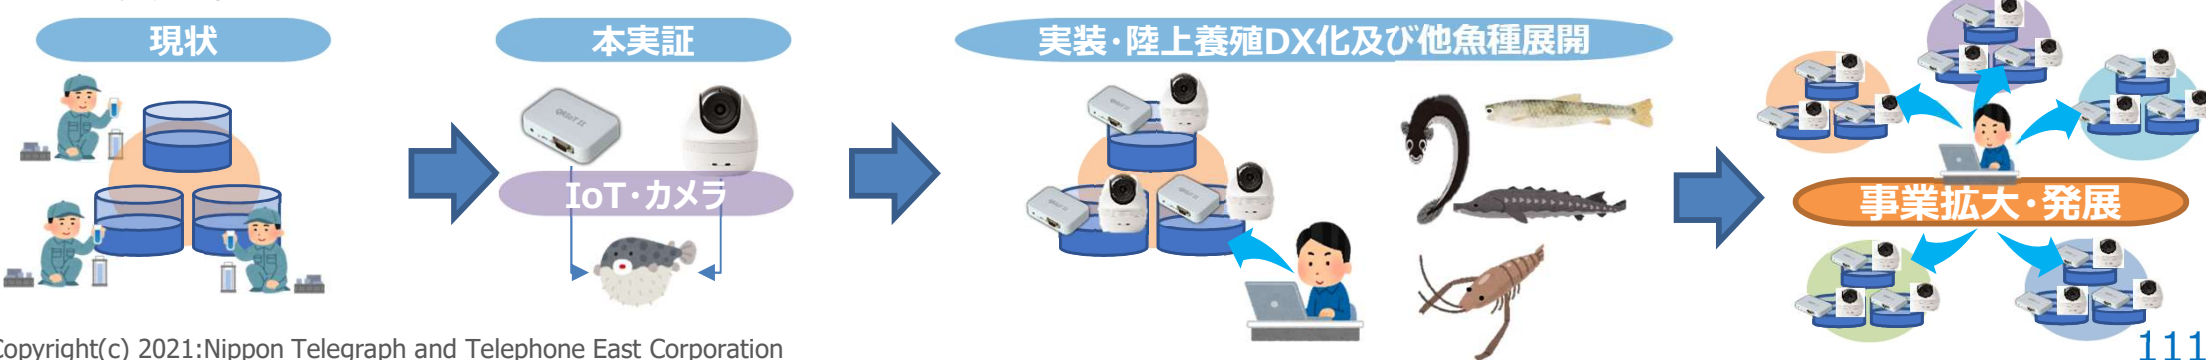 現状
本実証
実装・陸上養殖DX化及び他魚種展開
IoT・カメラ
事業拡大・発展
Copyright(c) 2021:Nippon Telegraph and Telephone East Corporation
111